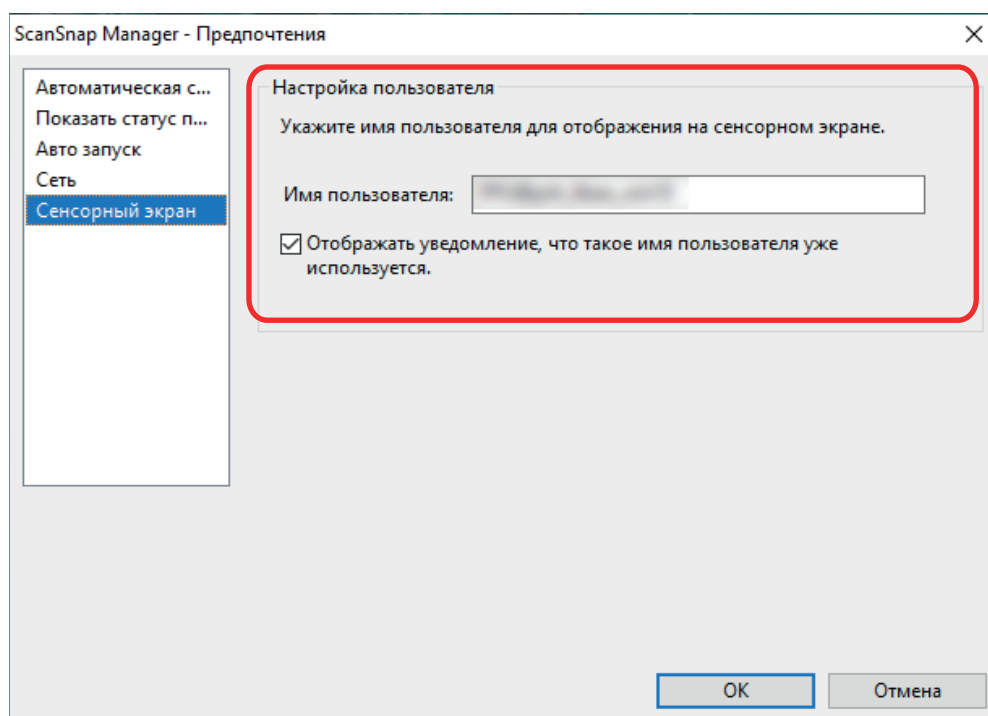 ScanSnap Manager - Предпочтения
Автоматическая с...
Показать статус п...
Авто запуск
Сеть
Сенсорный экран
Настройка пользователя
Укажите имя пользователя для отображения на сенсорном экране.
Имя пользователя:
Отображать уведомление, что такое имя пользователя уже
используется.
OK
Отмена